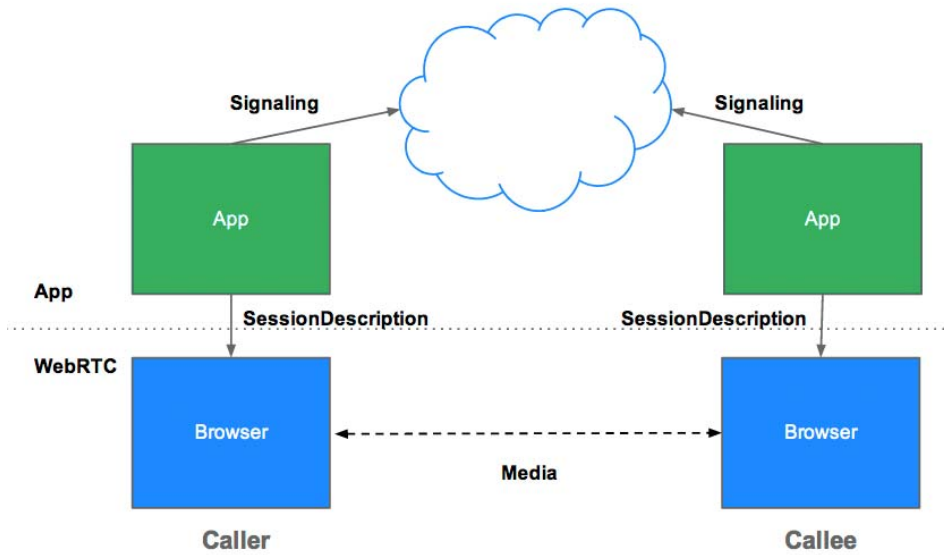 Signaling
Signaling
App
App
App
SessionDescription
SessionDescription
WebRTC
Browser
Browser
Media
Caller
Callee